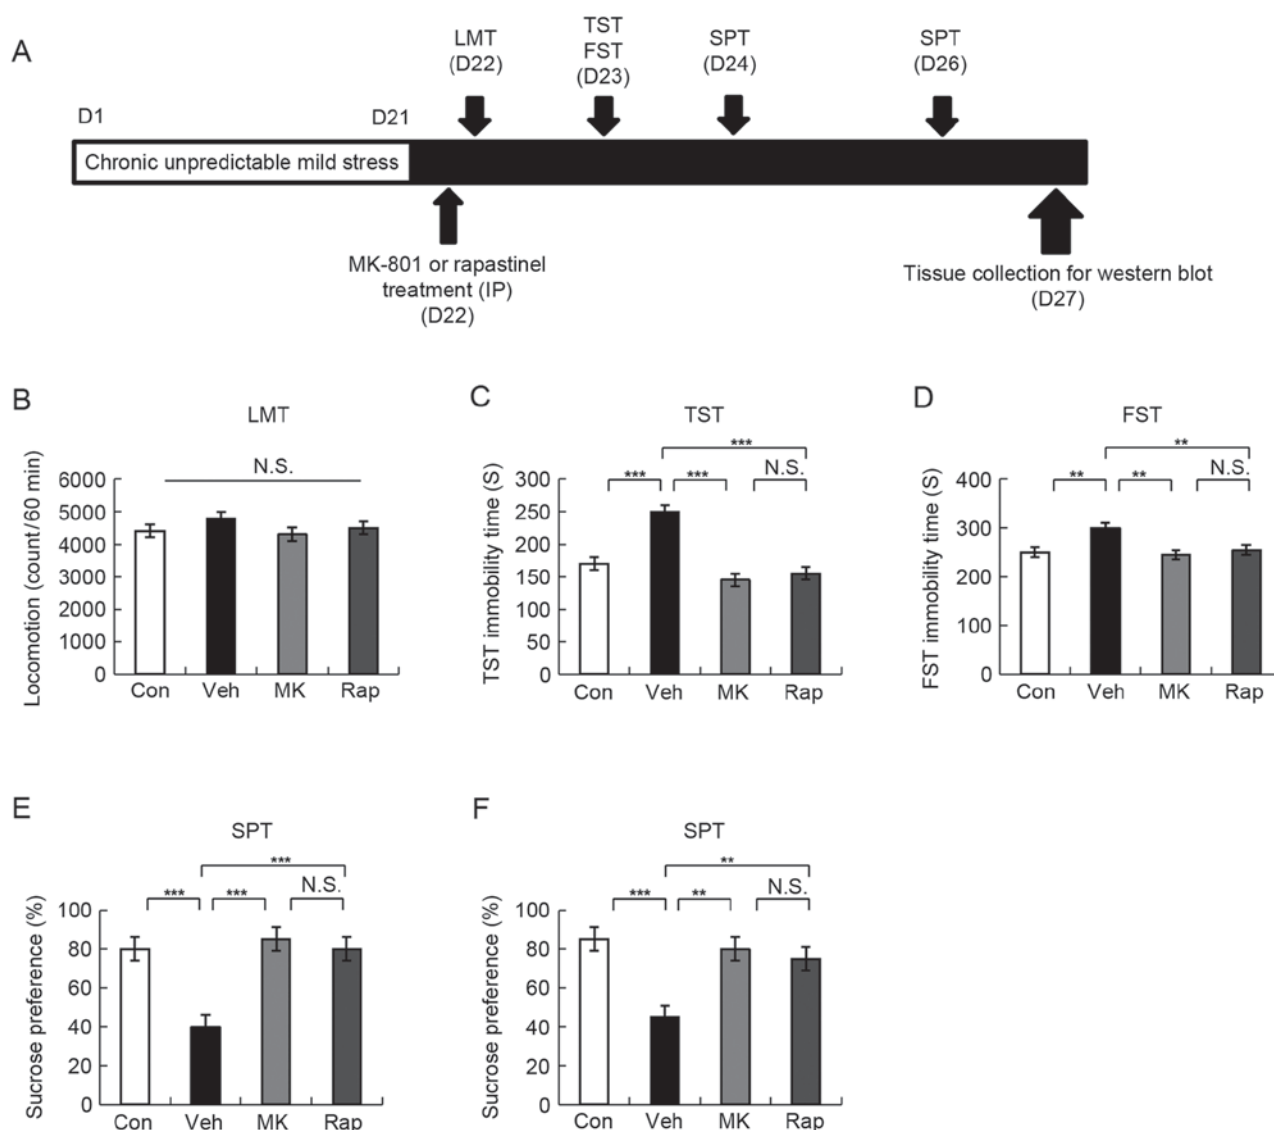 A
LMT
(D22)
TST
FST
(D23)
SPT
(D24)
SPT
(D26)
D1
D21
Chronic unpredictable mild stress
MK-801 or rapastinel
treatment (IP)
(D22)
Tissue collection for western blot
(D27)
B
LMT
N.S.
Locomotion (count/60 min)
6000
5000
4000
3000
2000
1000
0
Con Veh MK Rap
C
TST
***
*** *** N.S.
TST immobility time (S)
300
250
200
150
100
50
0
Con Veh MK Rap
D
FST
**
** ** N.S.
FST immobility time (S)
400
300
200
100
0
Con Veh MK Rap
E
SPT
***
*** *** N.S.
Sucrose preference (%)
100
80
60
40
20
0
Con Veh MK Rap
F
SPT
**
*** ** N.S.
Sucrose preference (%)
100
80
60
40
20
0
Con Veh MK Rap